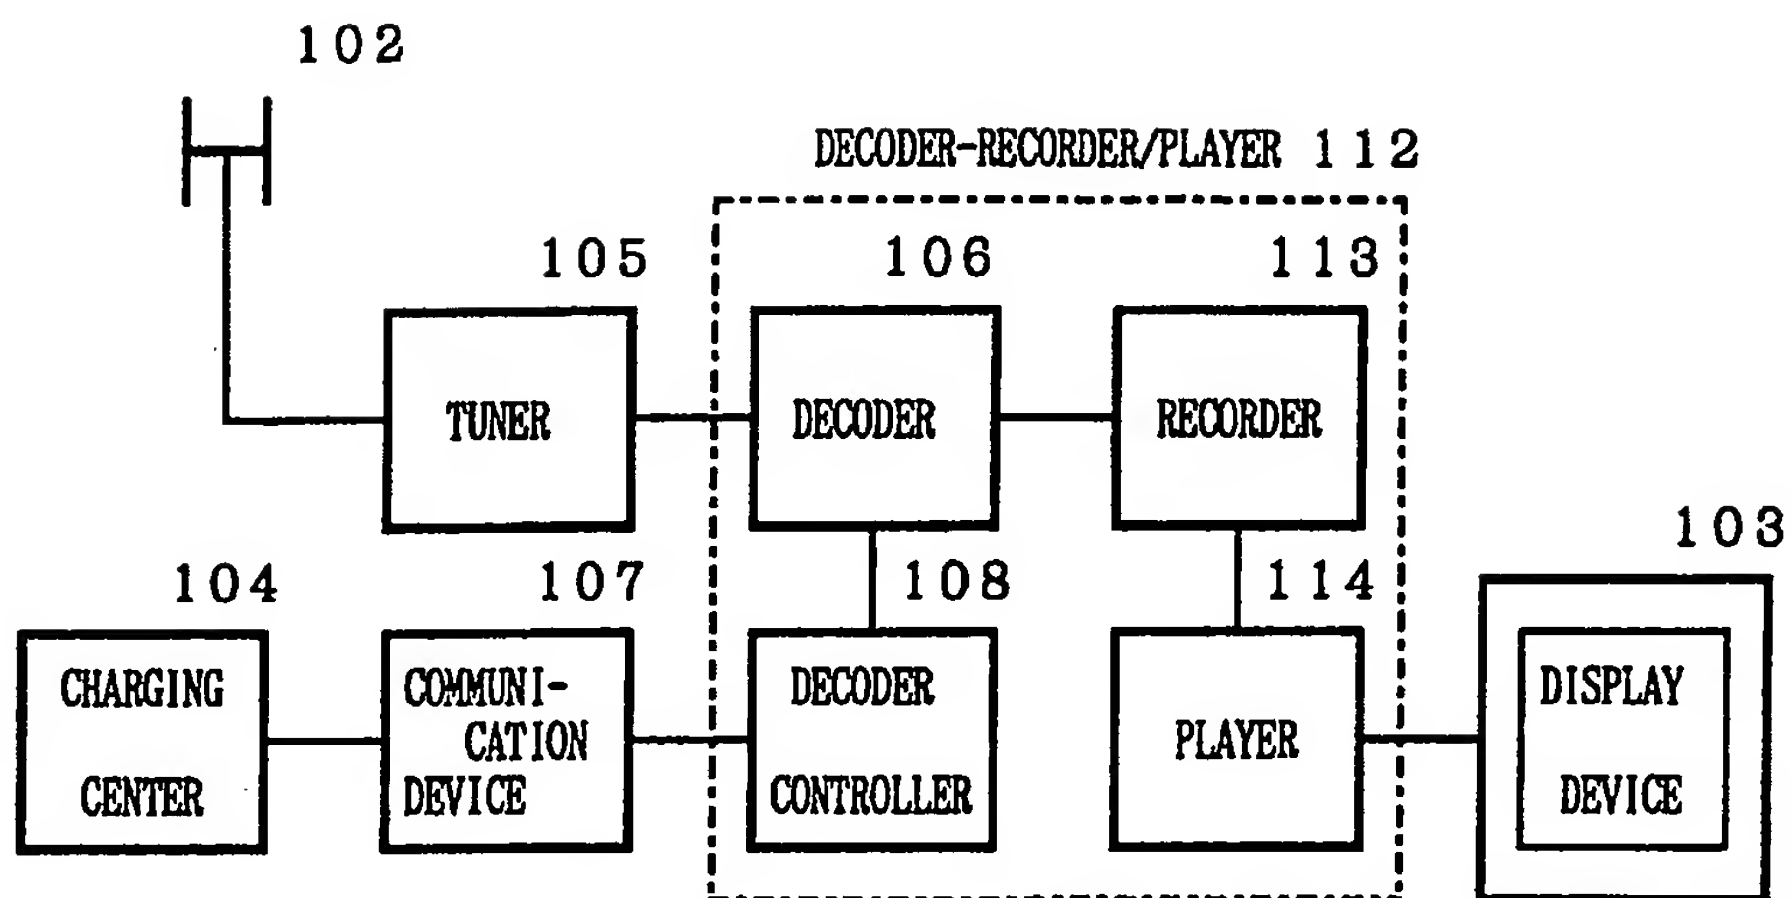 102
DECODER-RECORDER/PLAYER 112
105
106
113
TUNER
DECODER
RECORDER
103
104
107
108
114
CHARGING
CENTER
COMMUNI-
CATION
DEVICE
DECODER
CONTROLLER
PLAYER
DISPLAY
DEVICE